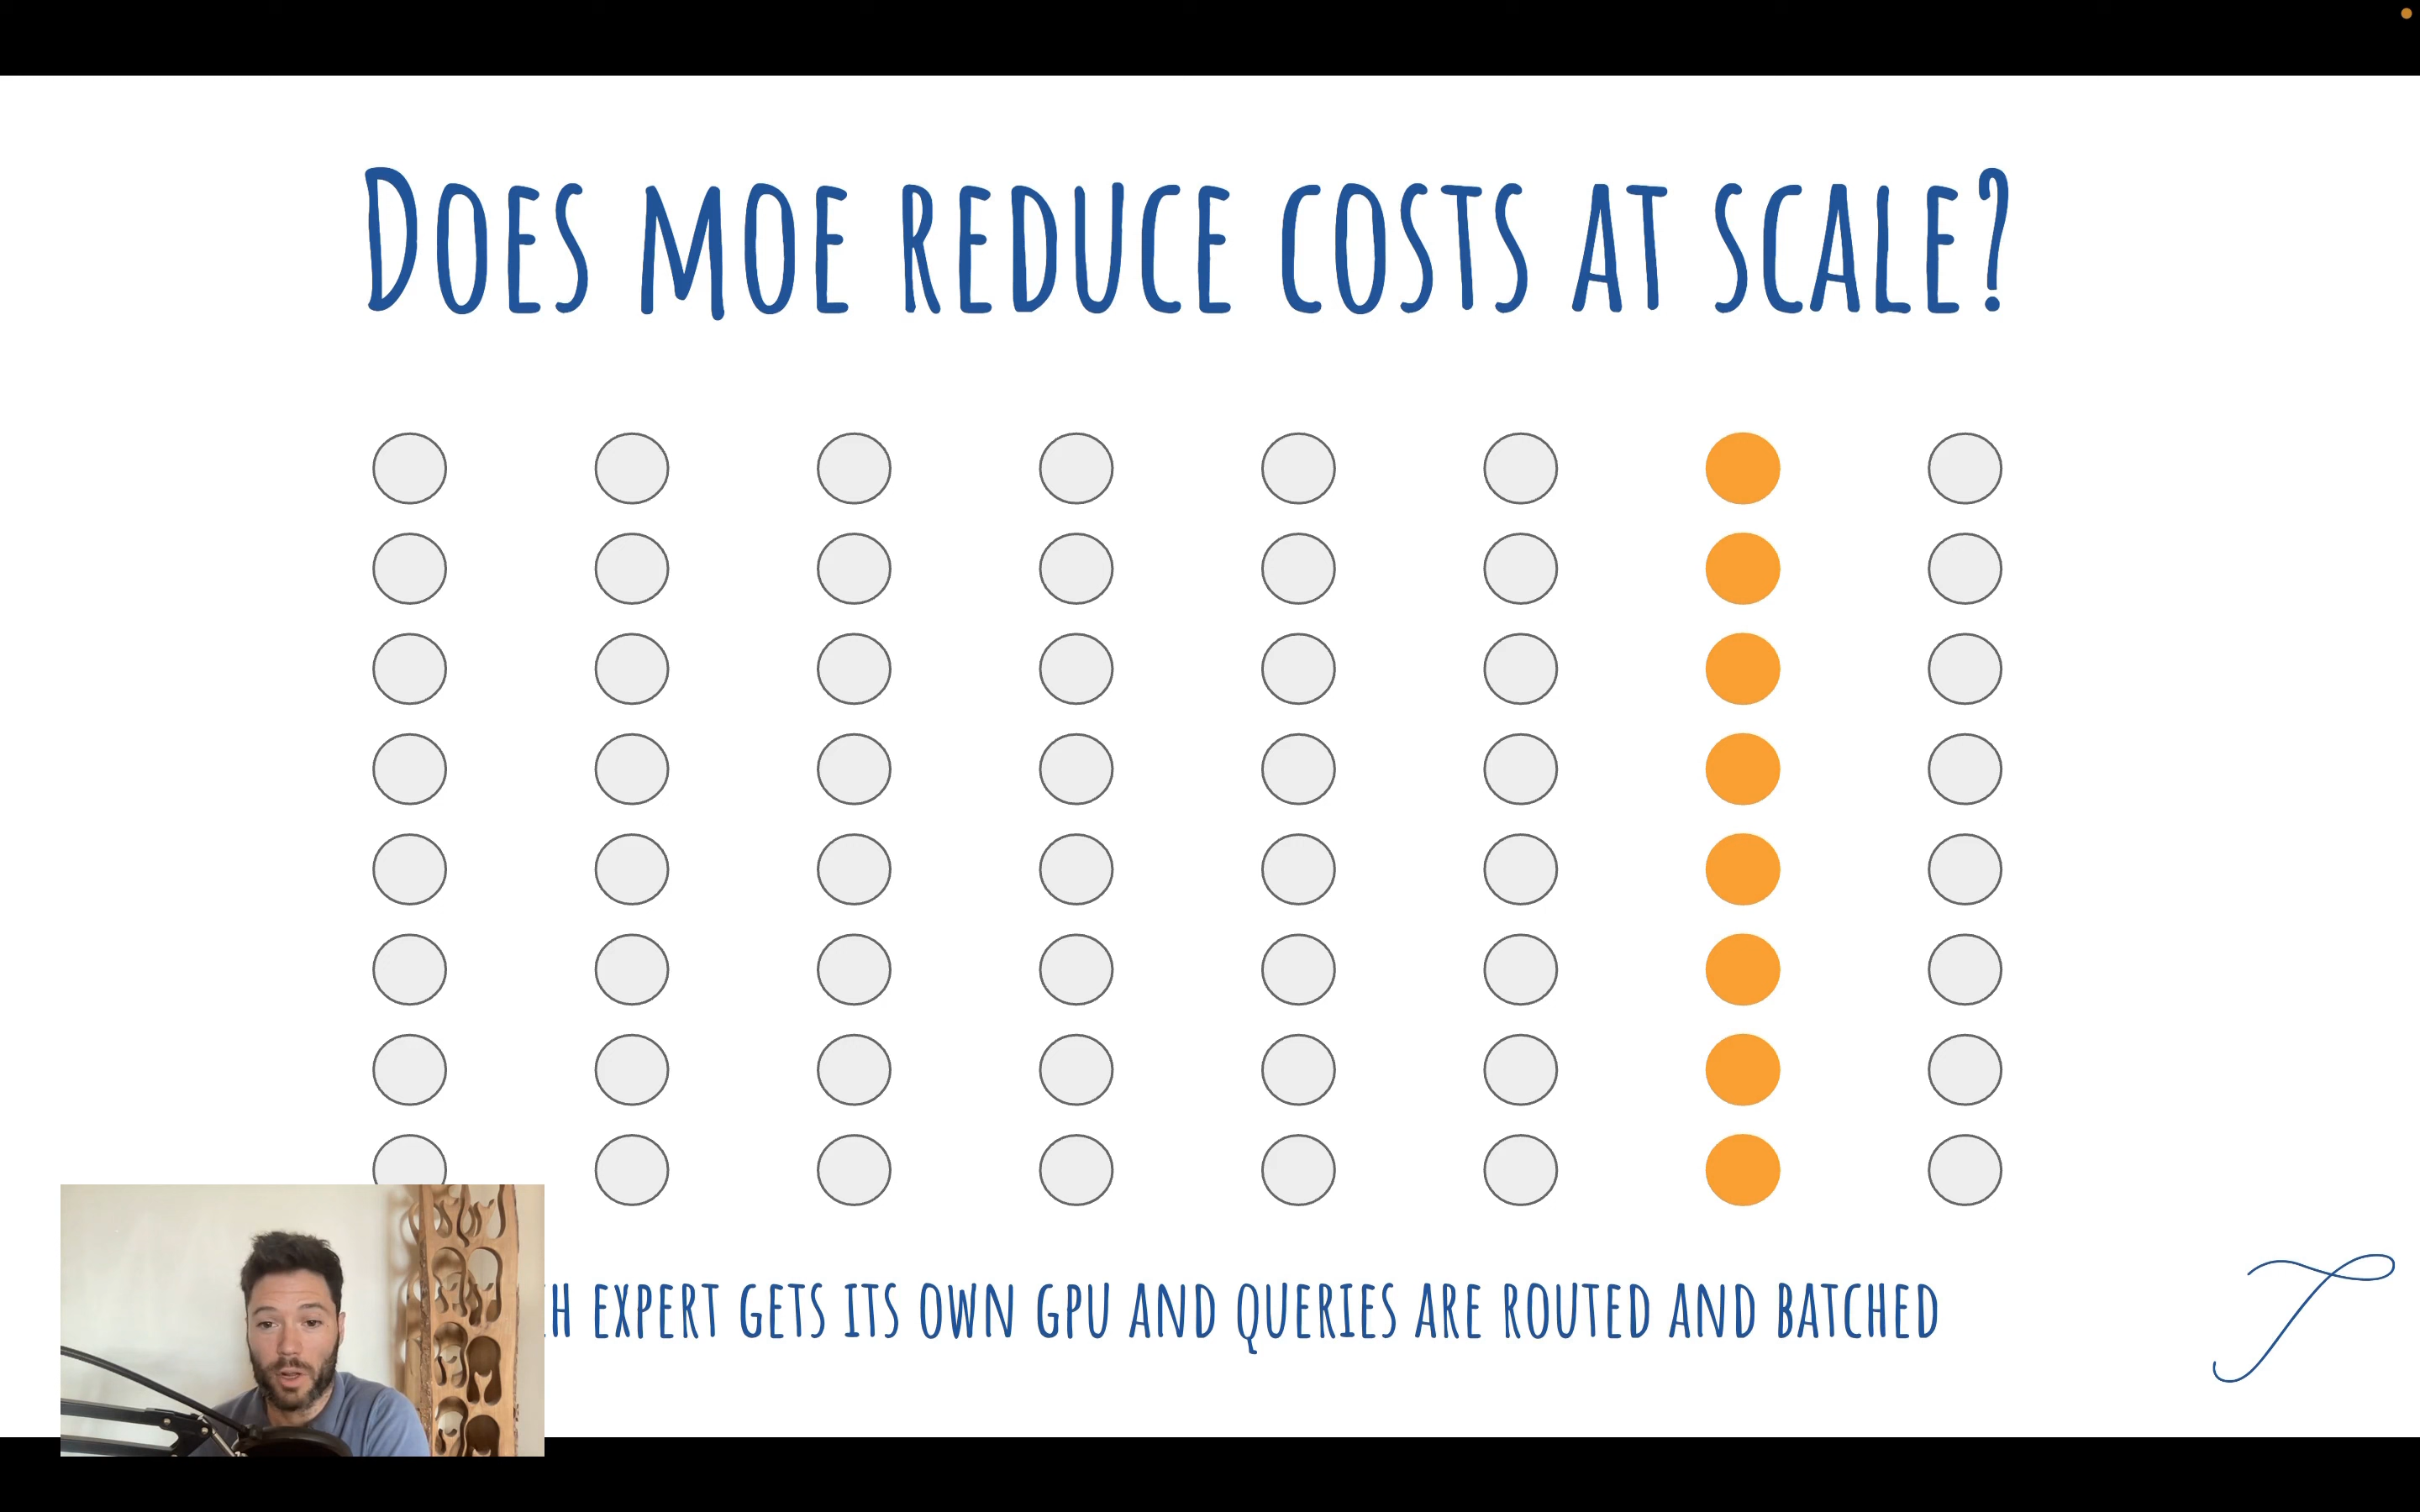 Does MoE reduce costs at scale?
expert gets its own GPU and queries are routed and batched